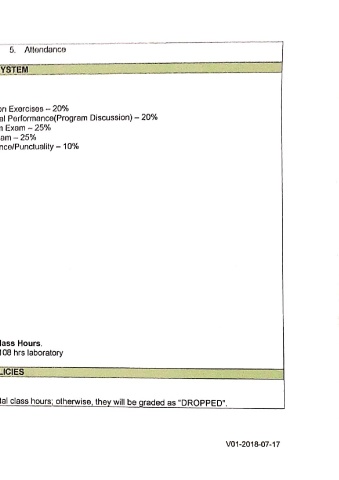 5. Attendance
YSTEM
on Exercises – 20%
al Performance(Program Discussion) – 20%
n Exam – 25%
am – 25%
nce/Punctuality – 10%
lass Hours.
108 hrs laboratory
LICIES
tal class hours; otherwise, they will be graded as "DROPPED".
V01-2018-07-17